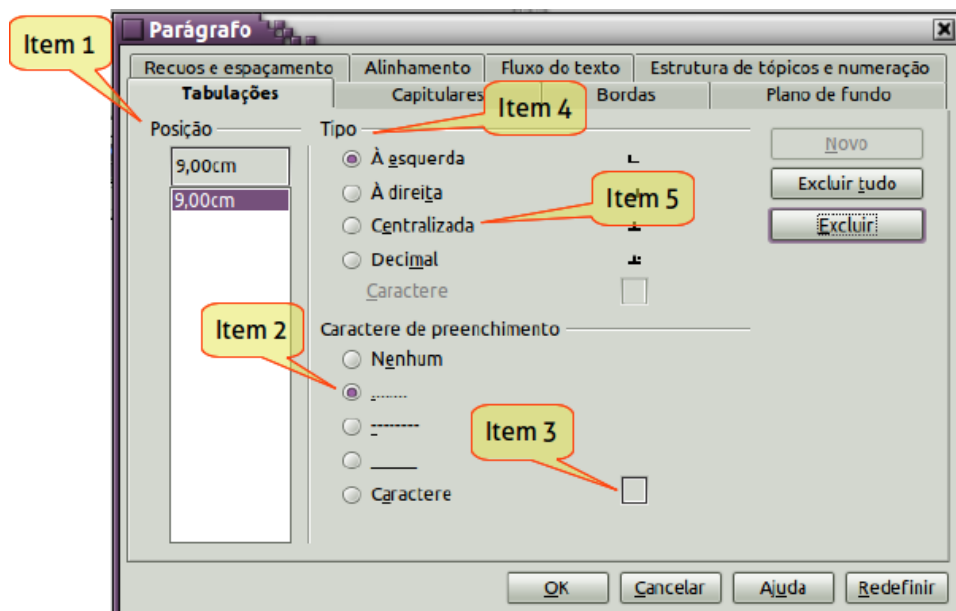 Item 1
Parágrafo
Recuos e espaçamento Alinhamento Fluxo do texto Estrutura de tópicos e numeração
Tabulações Capitulares Bordas Plano de fundo
Item 4
Posição Tipo
9,00cm
9,00cm
À esquerda
À direita
Item 5
Centralizada
Decimal
Caractere
Novo
Excluir tudo
Excluir
Item 2
Caractere de preenchimento
Nenhum
.......
--------
_____
Item 3
Caractere
OK Cancelar Ajuda Redefinir